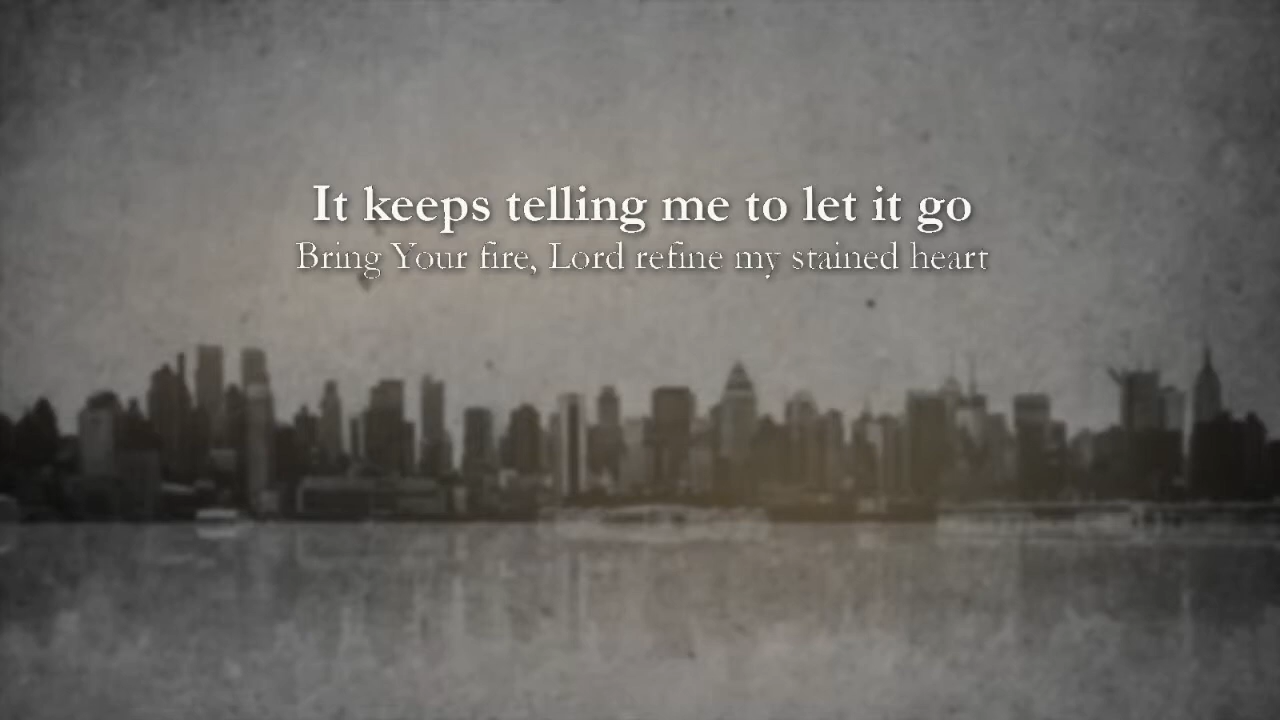 It keeps telling me to let it go
Bring Your fire, Lord refine my stained heart